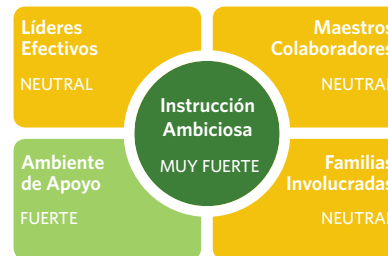 Líderes
Efectivos
NEUTRAL
Maestros
Colaboradores
NEUTRAL
Instrucción
Ambiciosa
MUY FUERTE
Ambiente
de Apoyo
FUERTE
Familias
Involucradas
NEUTRAL